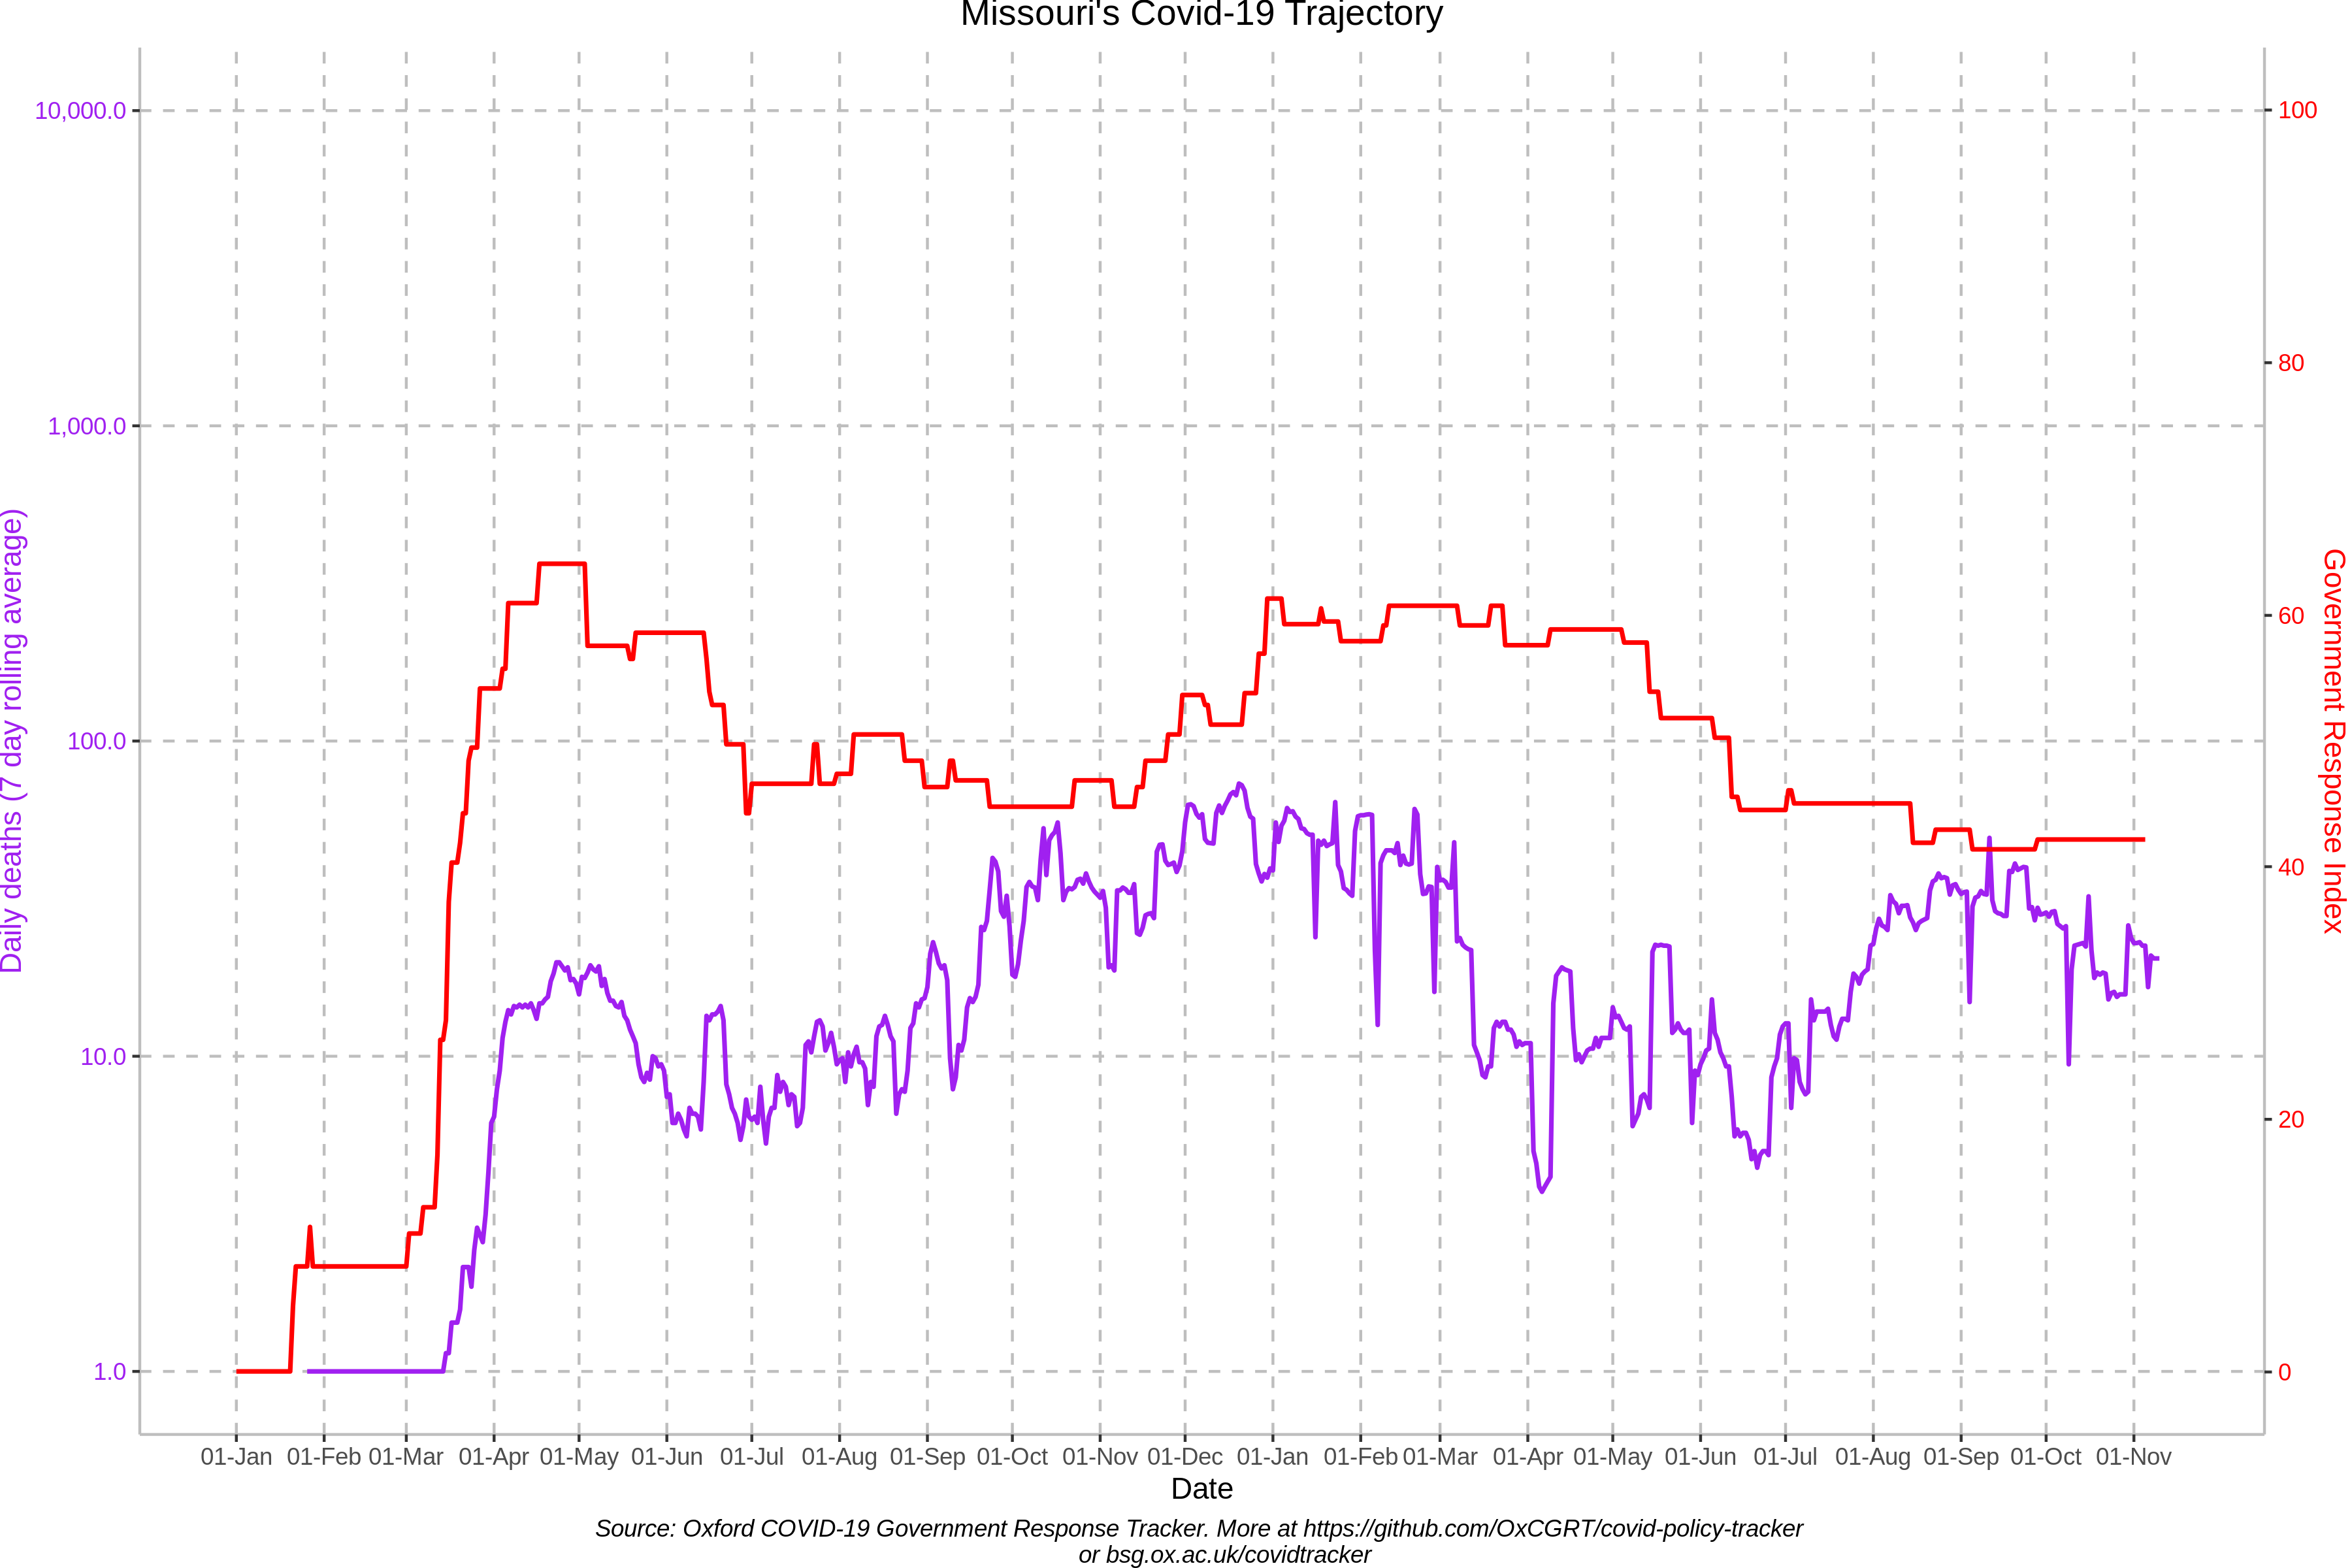 Missouri's Covid-19 Trajectory
10,000.0
1,000.0
100.0
10.0
1.0
Daily deaths (7 day rolling average)
100
80
60
40
20
0
Government Response Index
01-Jan 01-Feb 01-Mar 01-Apr 01-May 01-Jun 01-Jul 01-Aug 01-Sep 01-Oct 01-Nov 01-Dec 01-Jan 01-Feb 01-Mar 01-Apr 01-May 01-Jun 01-Jul 01-Aug 01-Sep 01-Oct 01-Nov
Date
Source: Oxford COVID-19 Government Response Tracker. More at https://github.com/OxCGRT/covid-policy-tracker
or bsg.ox.ac.uk/covidtracker